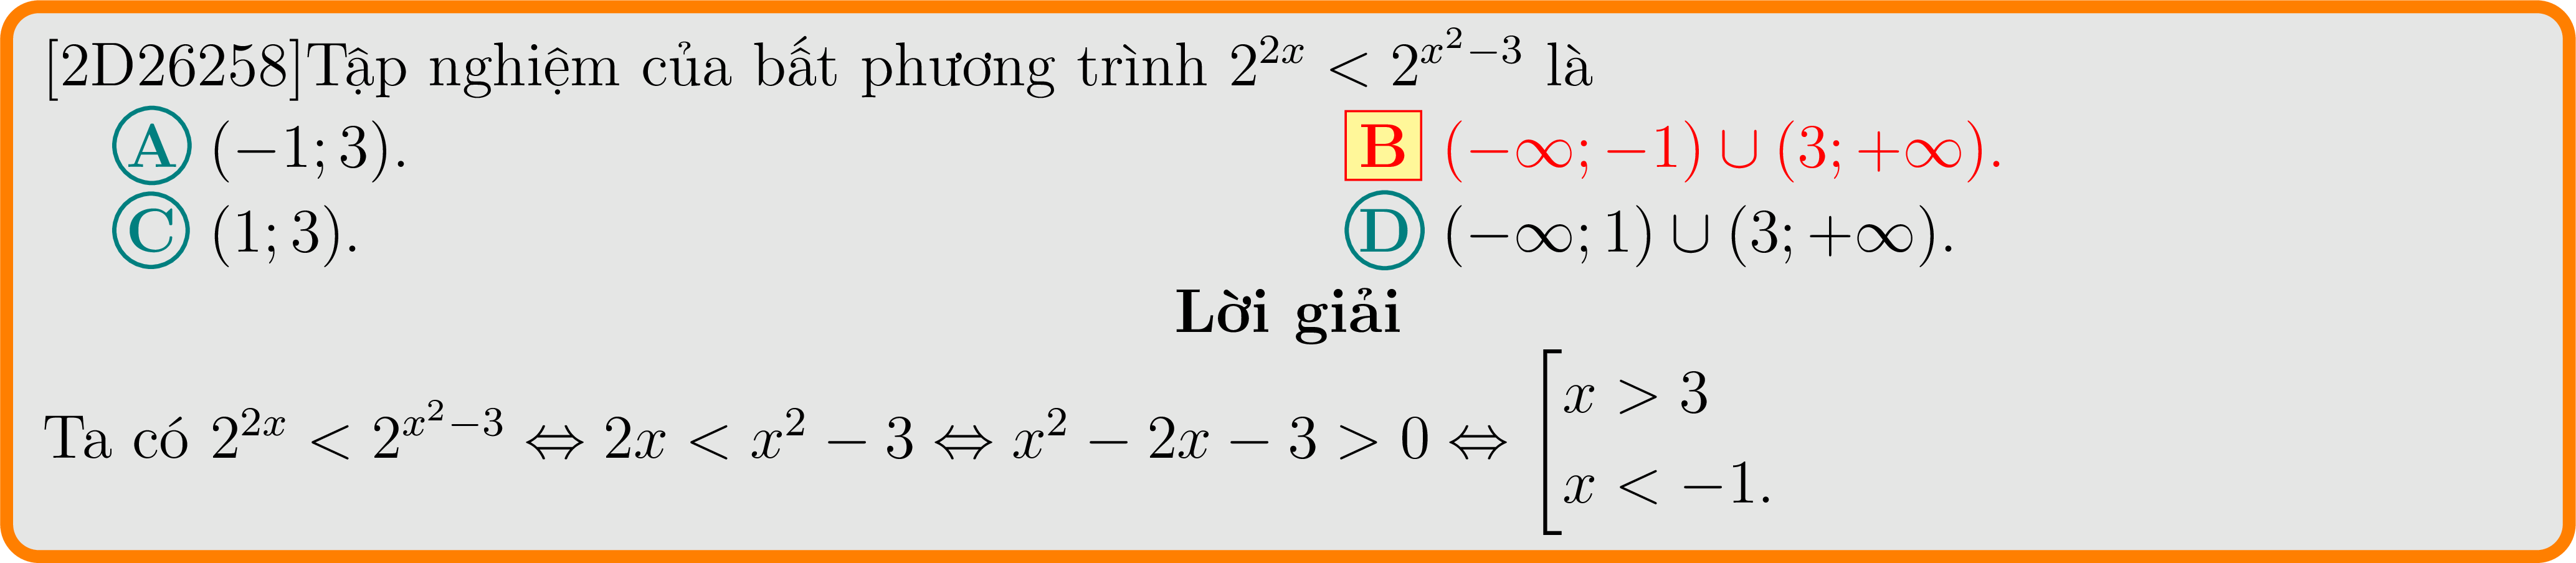 [2D26258]Tập nghiệm của bất phương trình $2^{2x} < 2^{x^2-3}$ là
A $(-1; 3)$. B $(-\infty; -1) \cup (3; +\infty)$.
C $(1; 3)$. D $(-\infty; 1) \cup (3; +\infty)$.
Lời giải
Ta có $2^{2x} < 2^{x^2-3} \Leftrightarrow 2x < x^2 - 3 \Leftrightarrow x^2 - 2x - 3 > 0 \Leftrightarrow \left[\begin{array}{l} x > 3 \\ x < -1. \end{array}\right.$